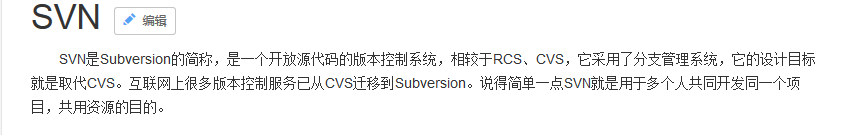 SVN 编辑
SVN是Subversion的简称，是一个开放源代码的版本控制系统，相较于RCS、CVS，它采用了分支管理系统，它的设计目标
就是取代CVS。互联网上很多版本控制服务已从CVS迁移到Subversion。说得简单一点SVN就是用于多个人共同开发同一个项
目，共用资源的目的。